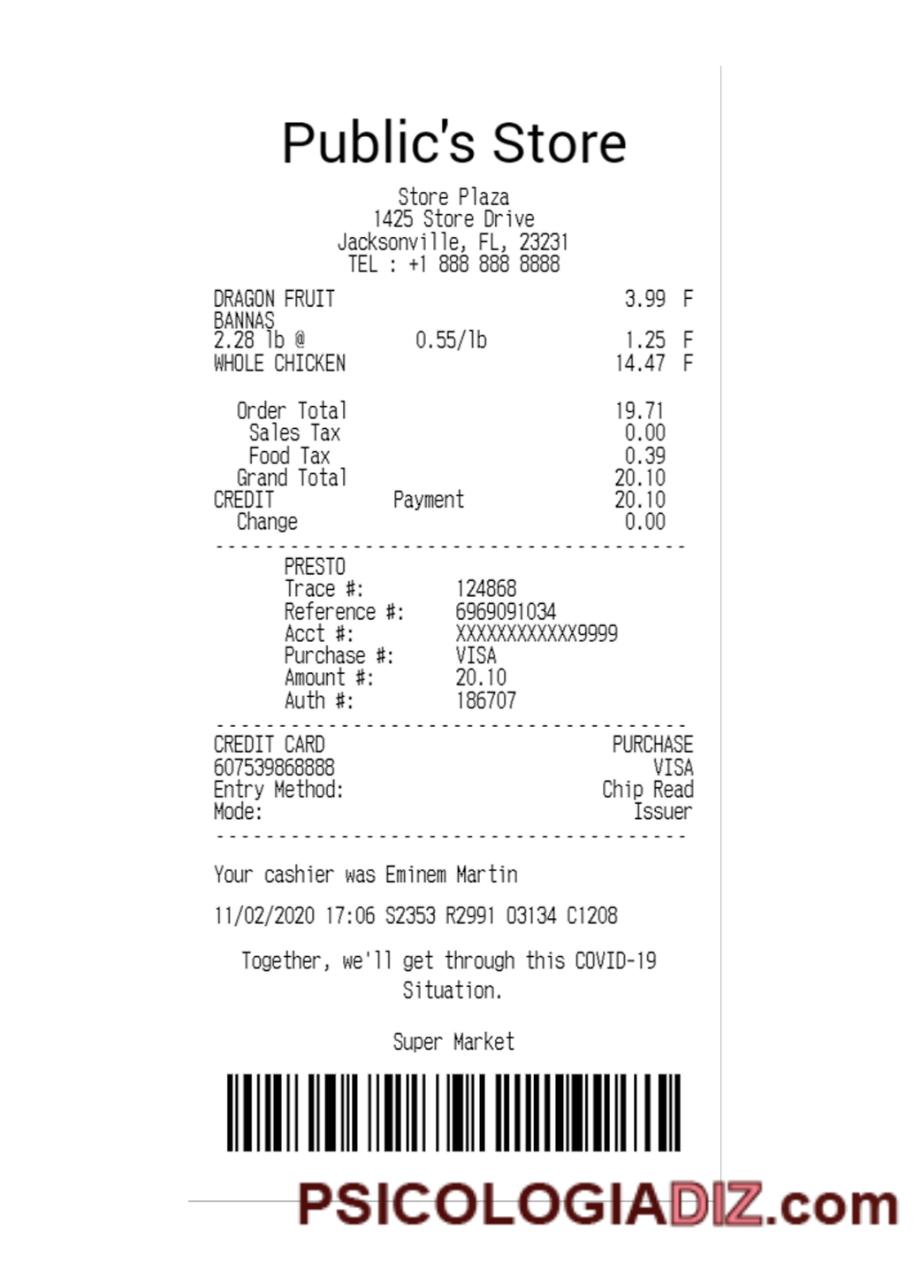 Public's Store
Store Plaza
1425 Store Drive
Jacksonville, FL, 23231
TEL : +1 888 888 8888
DRAGON FRUIT 3.99 F
BANNAS
2.28 lb @ 0.55/lb 1.25 F
WHOLE CHICKEN 14.47 F
Order Total 19.71
Sales Tax 0.00
Food Tax 0.39
Grand Total 20.10
CREDIT Payment 20.10
Change 0.00
PRESTO
Trace #: 124868
Reference #: 6969091034
Acct #: XXXXXXXXXXXX9999
Purchase #: VISA
Amount #: 20.10
Auth #: 186707
CREDIT CARD PURCHASE
607539868888 VISA
Entry Method: Chip Read
Mode: Issuer
Your cashier was Eminem Martin
11/02/2020 17:06 S2353 R2991 O3134 C1208
Together, we'll get through this COVID-19
Situation.
Super Market
PSICOLOGIADIZ.com